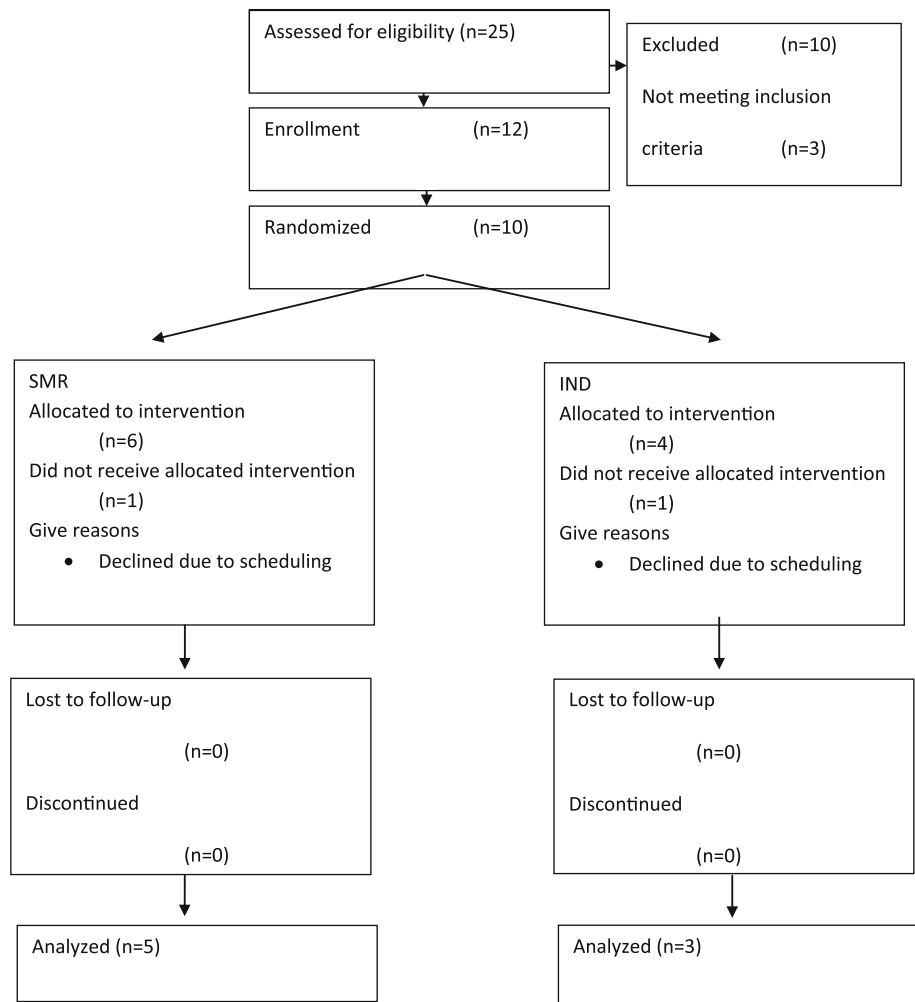 Assessed for eligibility (n=25)
Excluded (n=10)
Not meeting inclusion
criteria (n=3)
Enrollment (n=12)
Randomized (n=10)
SMR
Allocated to intervention
(n=6)
Did not receive allocated intervention
(n=1)
Give reasons
• Declined due to scheduling
IND
Allocated to intervention
(n=4)
Did not receive allocated intervention
(n=1)
Give reasons
• Declined due to scheduling
Lost to follow-up
(n=0)
Discontinued
(n=0)
Lost to follow-up
(n=0)
Discontinued
(n=0)
Analyzed (n=5)
Analyzed (n=3)